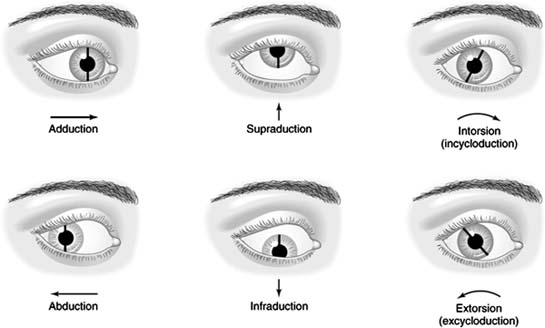 Adduction
Supraduction
Intorsion
(incycloduction)
Abduction
Infraduction
Extorsion
(excycloduction)